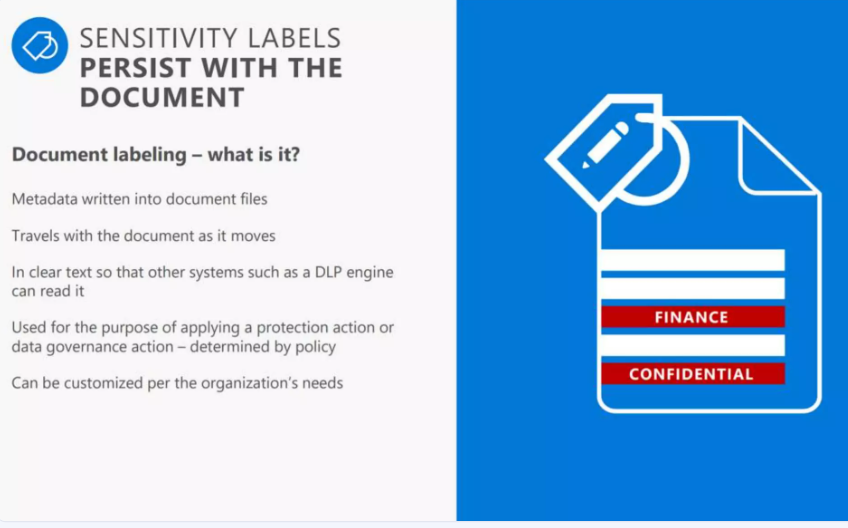 SENSITIVITY LABELS
PERSIST WITH THE
DOCUMENT
Document labeling – what is it?
Metadata written into document files
Travels with the document as it moves
In clear text so that other systems such as a DLP engine
can read it
Used for the purpose of applying a protection action or
data governance action – determined by policy
Can be customized per the organization's needs
FINANCE
CONFIDENTIAL